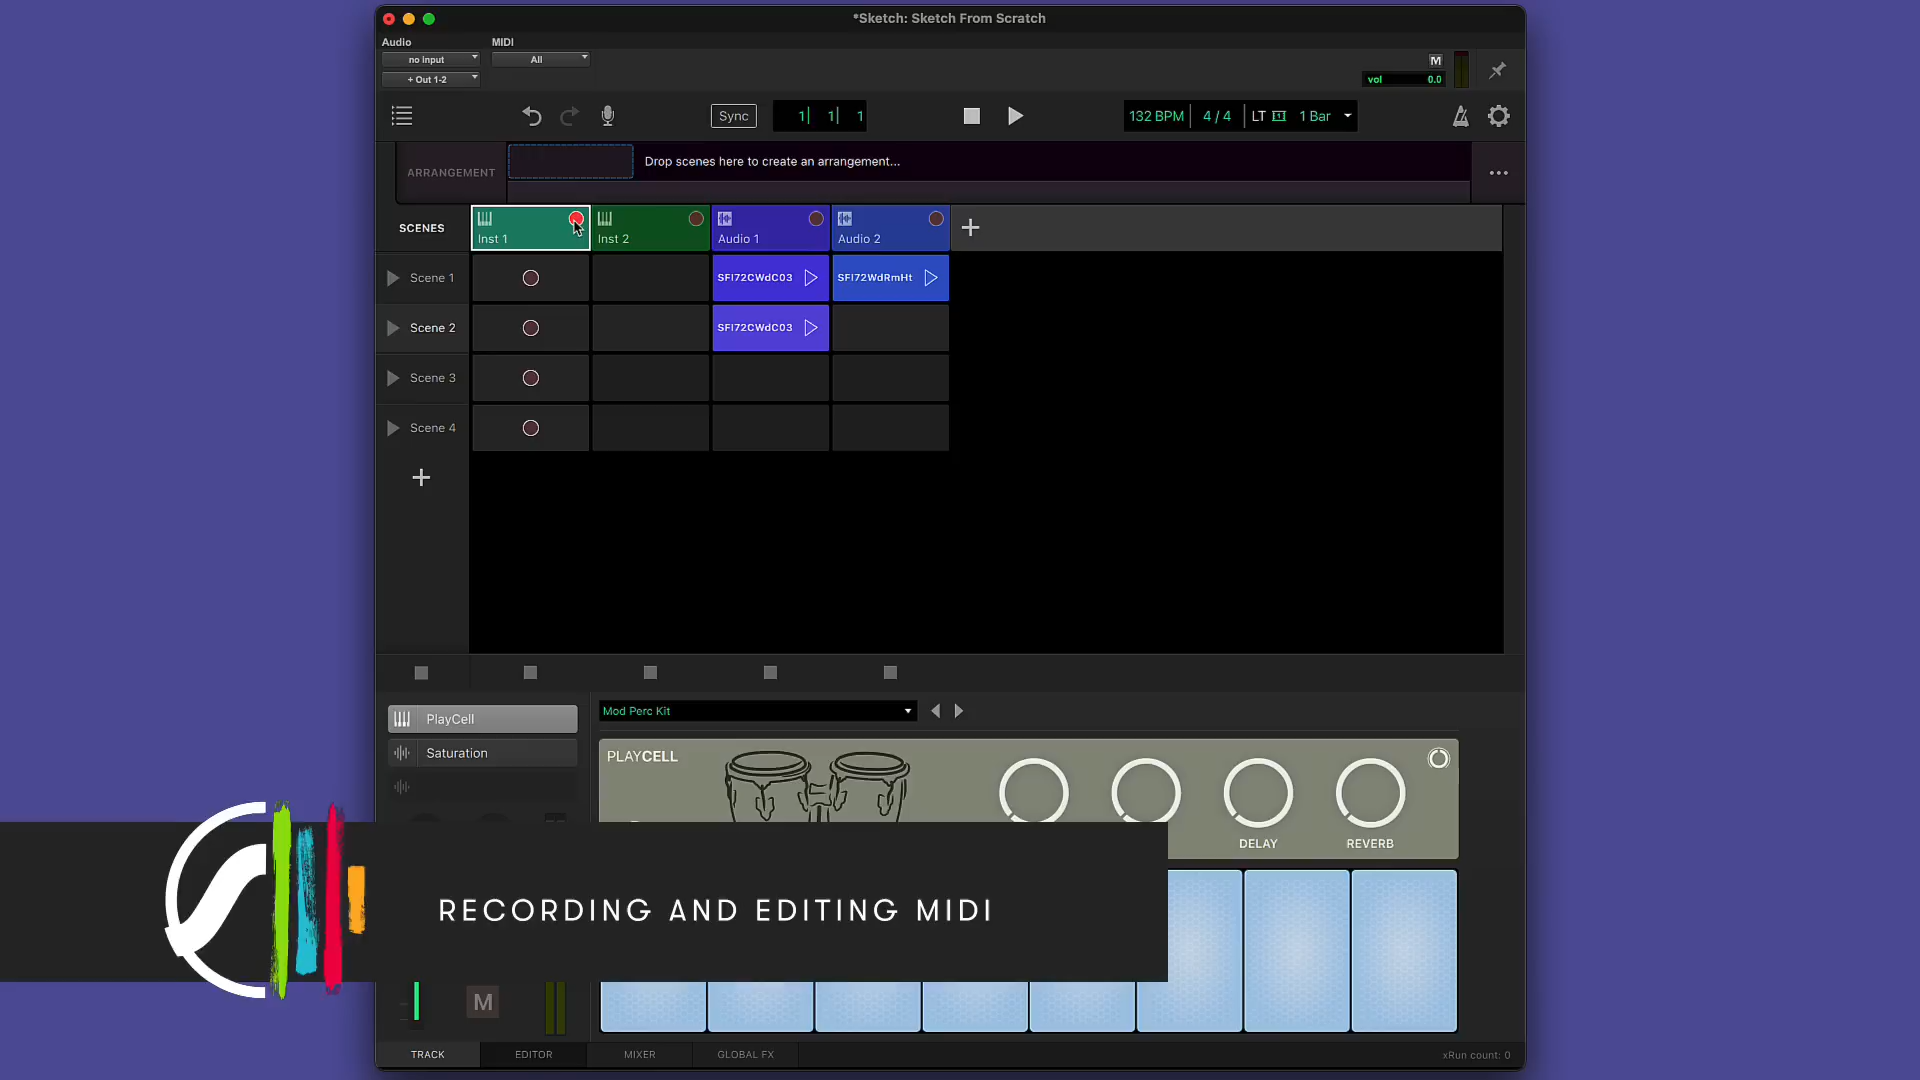 *Sketch: Sketch From Scratch
Audio
MIDI
no input
All
+ Out 1-2
M
vol 0.0
Sync
1| 1| 1
132 BPM 4 / 4 LT 1 Bar
ARRANGEMENT
Drop scenes here to create an arrangement...
SCENES
Inst 1
Inst 2
Audio 1
Audio 2
Scene 1
SFI72CWdC03
SFI72WdRmHt
Scene 2
SFI72CWdC03
Scene 3
Scene 4
PlayCell
Mod Perc Kit
Saturation
PLAYCELL
DELAY
REVERB
RECORDING AND EDITING MIDI
M
TRACK
EDITOR
MIXER
GLOBAL FX
xRun count: 0